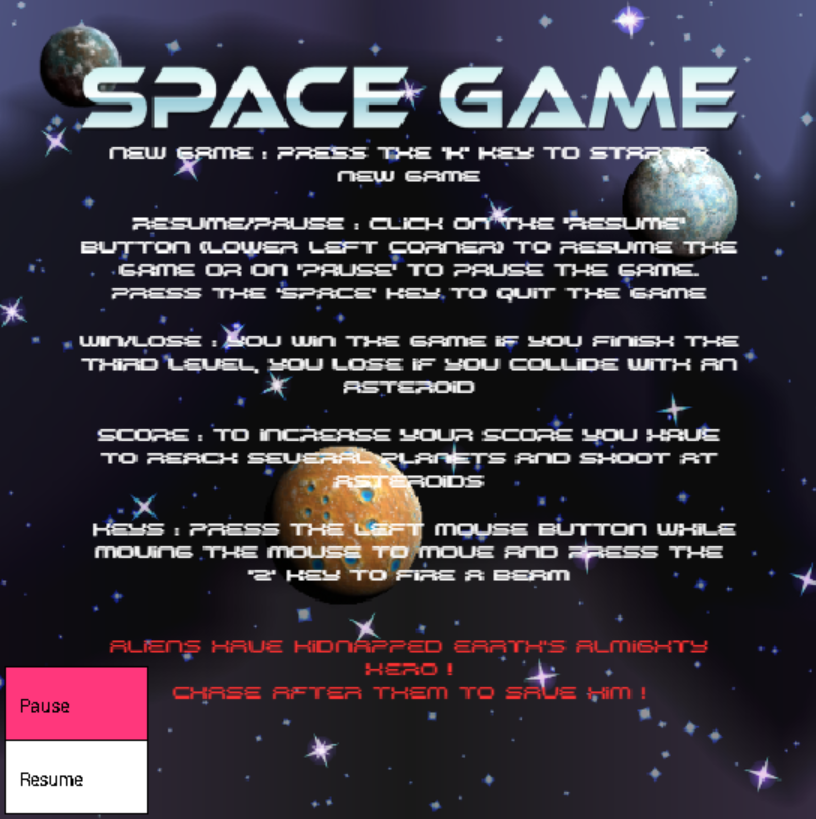 SPACE GAME
NEW GAME : PRESS THE 'K' KEY TO START A
NEW GAME
RESUME/PAUSE : CLICK ON THE 'RESUME'
BUTTON (LOWER LEFT CORNER) TO RESUME THE
GAME OR ON 'PAUSE' TO PAUSE THE GAME.
PRESS THE 'SPACE' KEY TO QUIT THE GAME
WIN/LOSE : YOU WIN THE GAME IF YOU FINISH THE
THIRD LEVEL, YOU LOSE IF YOU COLLIDE WITH AN
ASTEROID
SCORE : TO INCREASE YOUR SCORE YOU HAVE
TO REACH SEVERAL PLANETS AND SHOOT AT
ASTEROIDS
KEYS : PRESS THE LEFT MOUSE BUTTON WHILE
MOVING THE MOUSE TO MOVE AND PRESS THE
'Z' KEY TO FIRE A BEAM
ALIENS HAVE KIDNAPPED EARTH'S ALMIGHTY
HERO !
CHASE AFTER THEM TO SAVE HIM !
Pause
Resume